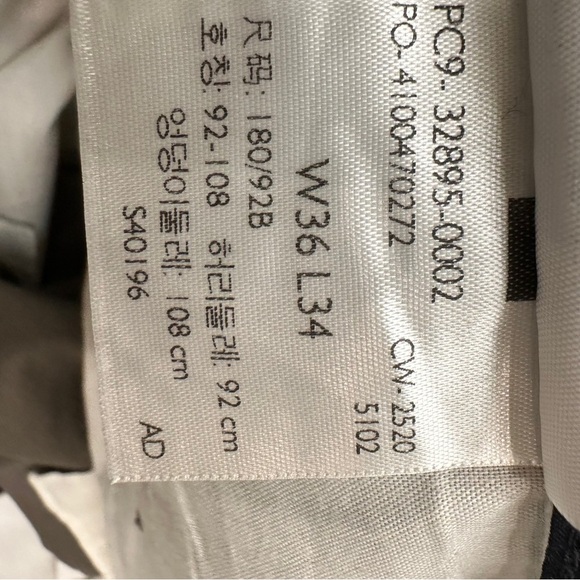 PC9-32895-0002
PO-4100470272 CW-2520
5102
W36 L34
尺码: 180/92B
호칭: 92-108 허리둘레: 92 cm
엉덩이둘레: 108 cm
S40196 AD